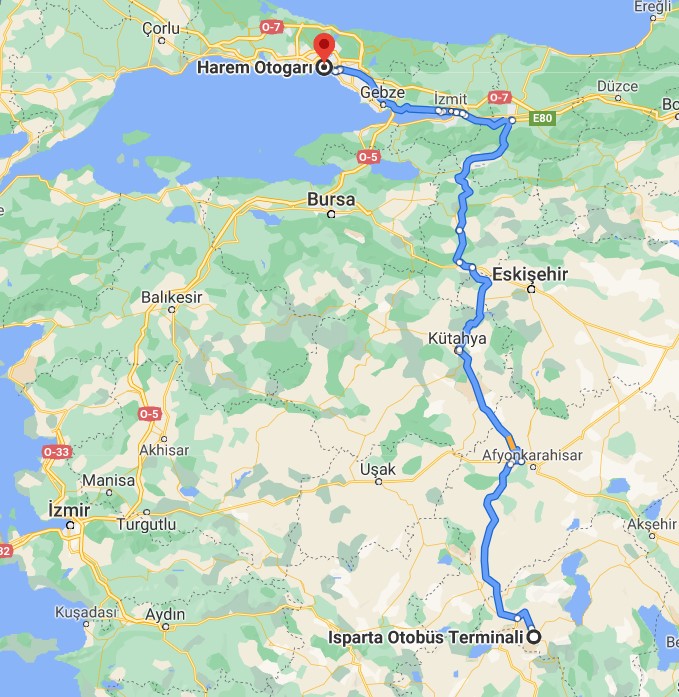 Ereğli
Çorlu
O-7
Harem Otogarı
Gebze
İzmit
O-7
Düzce
E80
O-5
Bursa
Eskişehir
Balıkesir
Kütahya
O-5
Akhisar
O-33
Afyonkarahisar
Uşak
Manisa
İzmir
Turgutlu
Akşehir
Kuşadası
Aydın
Isparta Otobüs Terminali